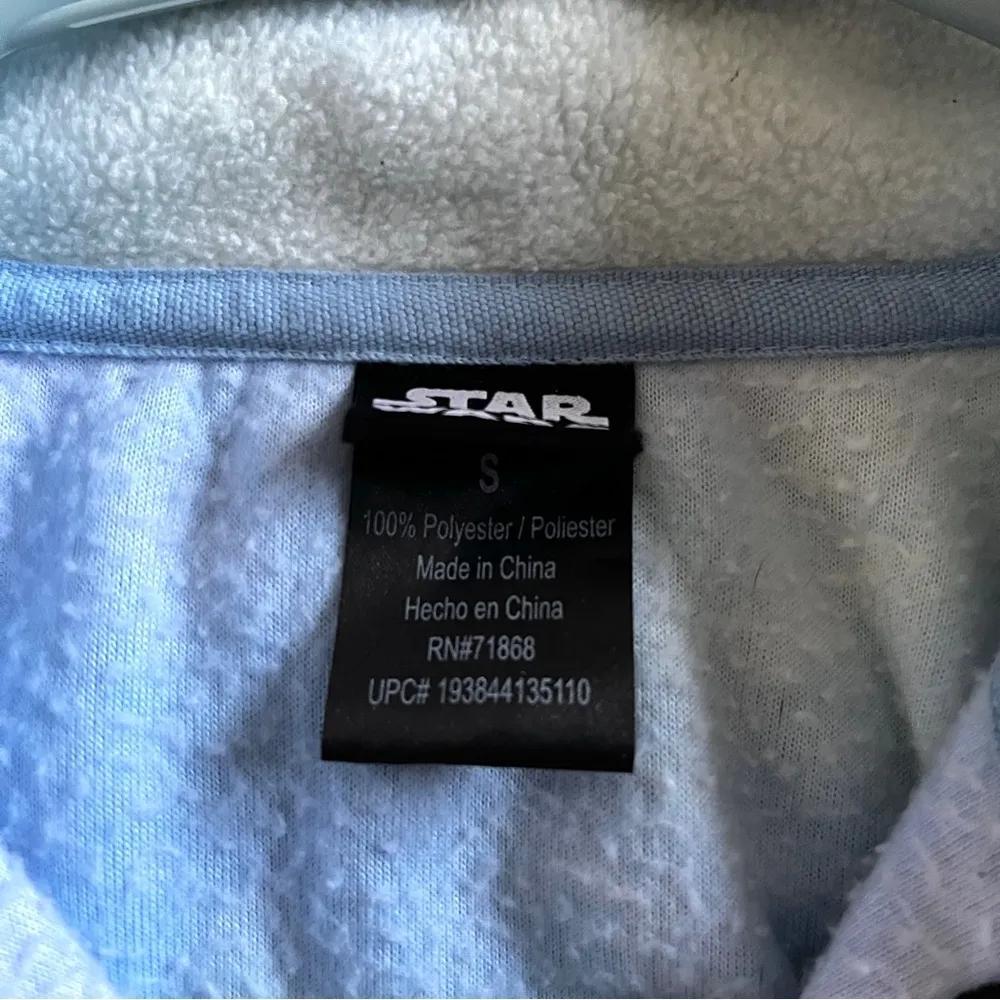 STAR
S
100% Polyester / Poliester
Made in China
Hecho en China
RN#71868
UPC# 193844135110